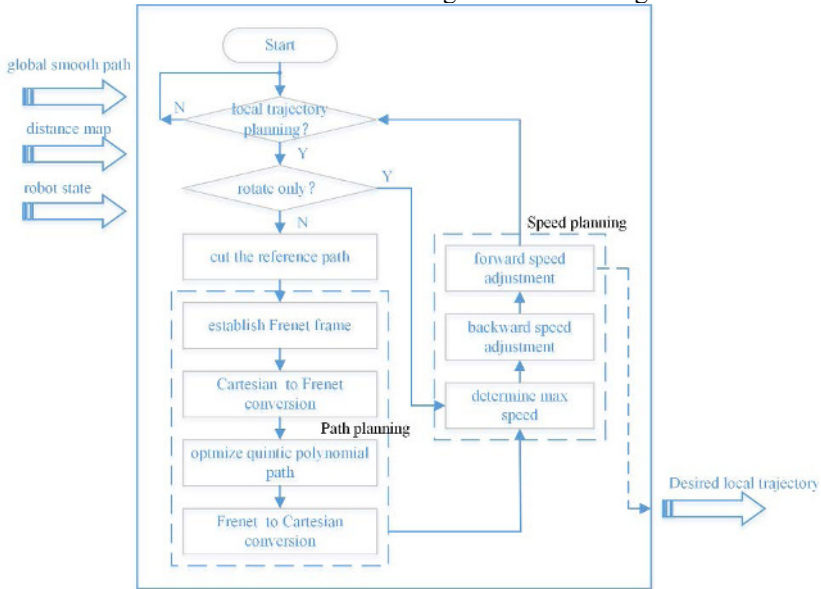 Start
global smooth path
N
local trajectory
planning?
distance map
Y
robot state
rotate only?
Y
N
cut the reference path
establish Frenet frame
Cartesian to Frenet
conversion
Path planning
optmize quintic polynomial
path
Frenet to Cartesian
conversion
Speed planning
forward speed
adjustment
backward speed
adjustment
determine max
speed
Desired local trajectory